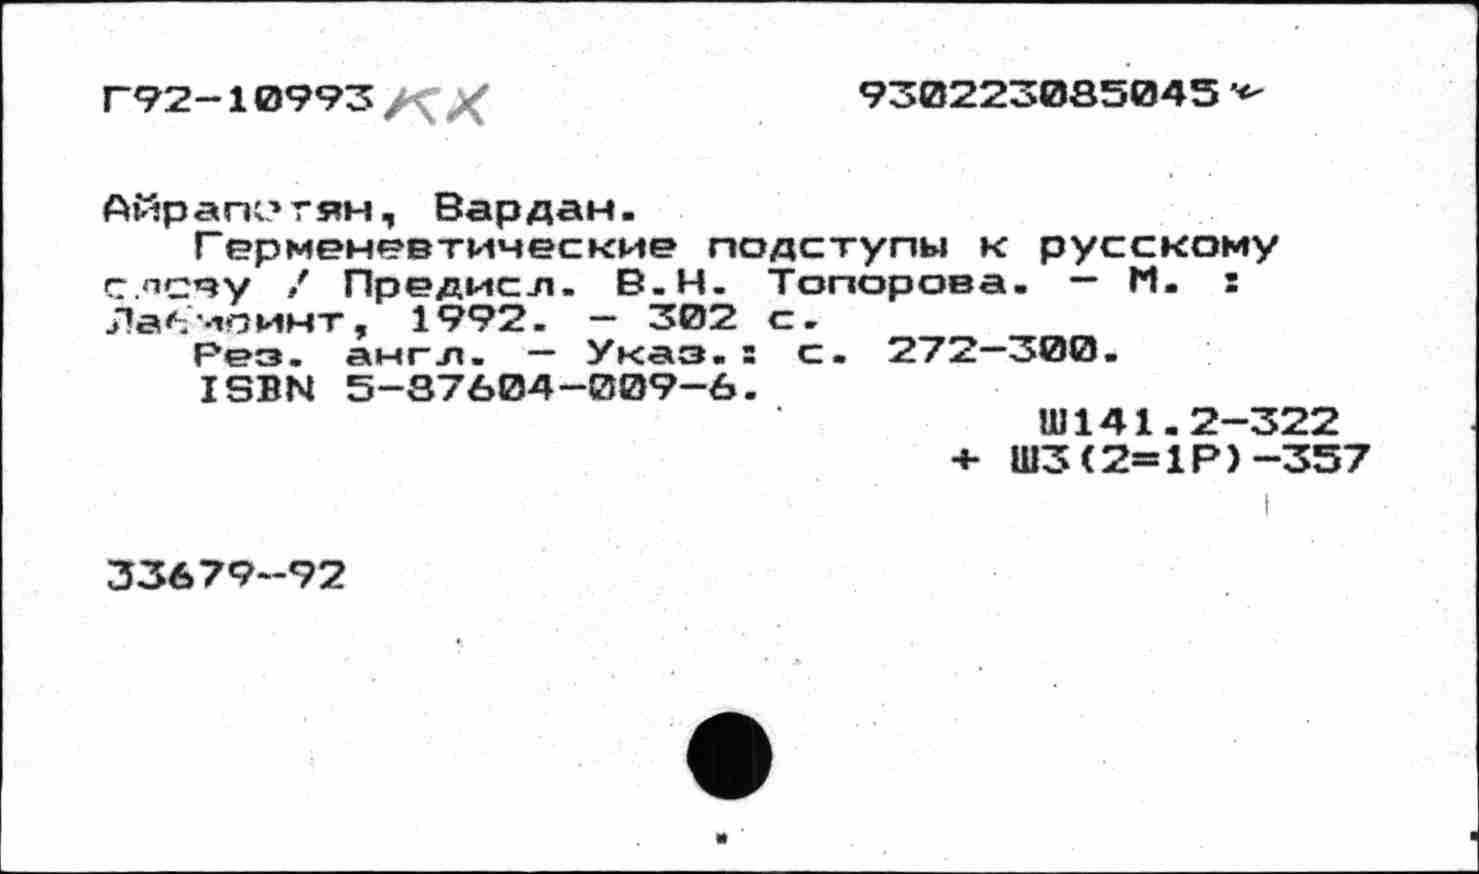 Г92-10993 КХ 930223085045
Айрапетян, Вардан.
Герменевтические подступы к русскому
слову / Предисл. В.Н. Топорова. - М. :
Лабиринт, 1992. - 302 с.
Рез. англ. - Указ.: с. 272-300.
ISBN 5-87604-009-6.
Ш141.2-322
+ Ш3(2=1Р)-357
33679-92